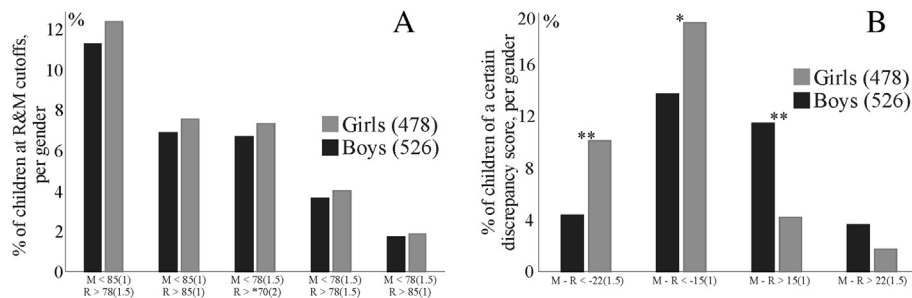 %
A
12
10
8
6
4
2
0
% of children at R&M cutoffs,
per gender
Girls (478)
Boys (526)
M < 85(1)
R > 78(1.5)
M < 85(1)
R > 85(1)
M < 78(1.5)
R > *70(2)
M < 78(1.5)
R > 78(1.5)
M < 78(1.5)
R > 85(1)
%
B
20
16
12
8
4
0
% of children of a certain
discrepancy score, per gender
**
*
**
Girls (478)
Boys (526)
M - R < -22(1.5)
M - R < -15(1)
M - R > 15(1)
M - R > 22(1.5)